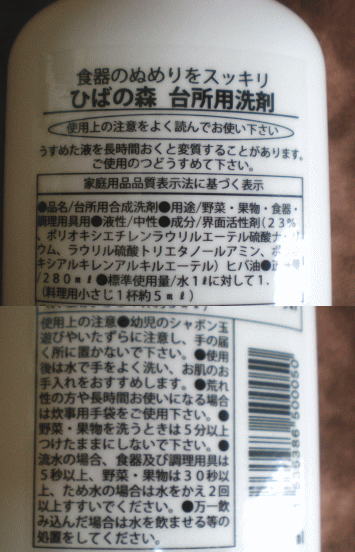 食器のぬめりをスッキリ
ひばの森 台所用洗剤
使用上の注意をよく読んでお使い下さい
うすめた液を長時間おくと変質することがあります。
ご使用のつどうすめて下さい。
家庭用品品質表示法に基づく表示
●品名/台所用合成洗剤●用途/野菜・果物・食器・
調理用具用●液性/中性●成分/界面活性剤(23%
、ポリオキシエチレンラウリルエーテル硫酸ナ
ウム、ラウリル硫酸トリエタノールアミン、ポ
キシアルキレンアルキルエーテル)ヒバ油●
/280ml●標準使用量/水1lに対して1.
(料理用小さじ1杯約5ml)
使用上の注意●幼児のシャボン玉
遊びやいたずらに注意し、手の届
く所に置かないで下さい。●使用
後は水で手をよく洗い、お肌のお
手入れをおすすめします。●荒れ
性の方や長時間お使いになる場合
は炊事用手袋をご使用下さい。●
野菜・果物を洗うときは5分以上
つけたままにしないで下さい。●
流水の場合、食器及び調理用具は
5秒以上、野菜・果物は30秒以
上、ため水の場合は水をかえ2回
以上すすいでください。●万一飲
み込んだ場合は水を飲ませる等の
処置をしてください。